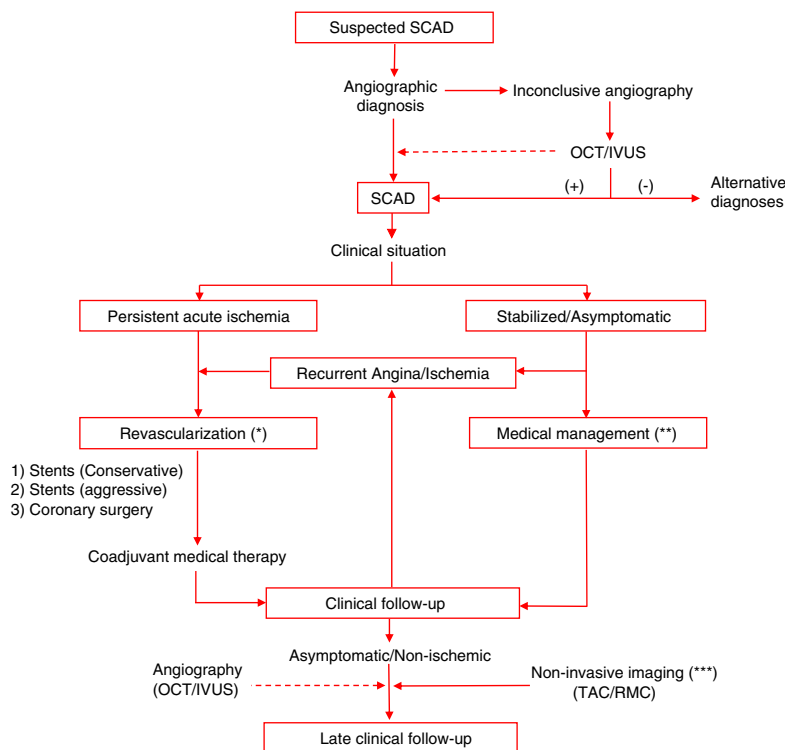 Suspected SCAD
Angiographic
diagnosis
Inconclusive angiography
OCT/IVUS
(+)
(-)
Alternative
diagnoses
SCAD
Clinical situation
Persistent acute ischemia
Stabilized/Asymptomatic
Recurrent Angina/Ischemia
Revascularization (*)
Medical management (**)
1) Stents (Conservative)
2) Stents (aggressive)
3) Coronary surgery
Coadjuvant medical therapy
Clinical follow-up
Asymptomatic/Non-ischemic
Angiography
(OCT/IVUS)
Non-invasive imaging (***)
(TAC/RMC)
Late clinical follow-up